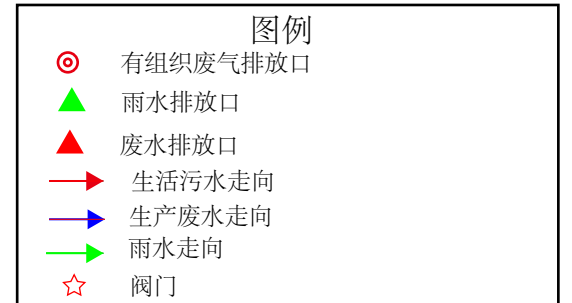 图例
有组织废气排放口
雨水排放口
废水排放口
生活污水走向
生产废水走向
雨水走向
阀门